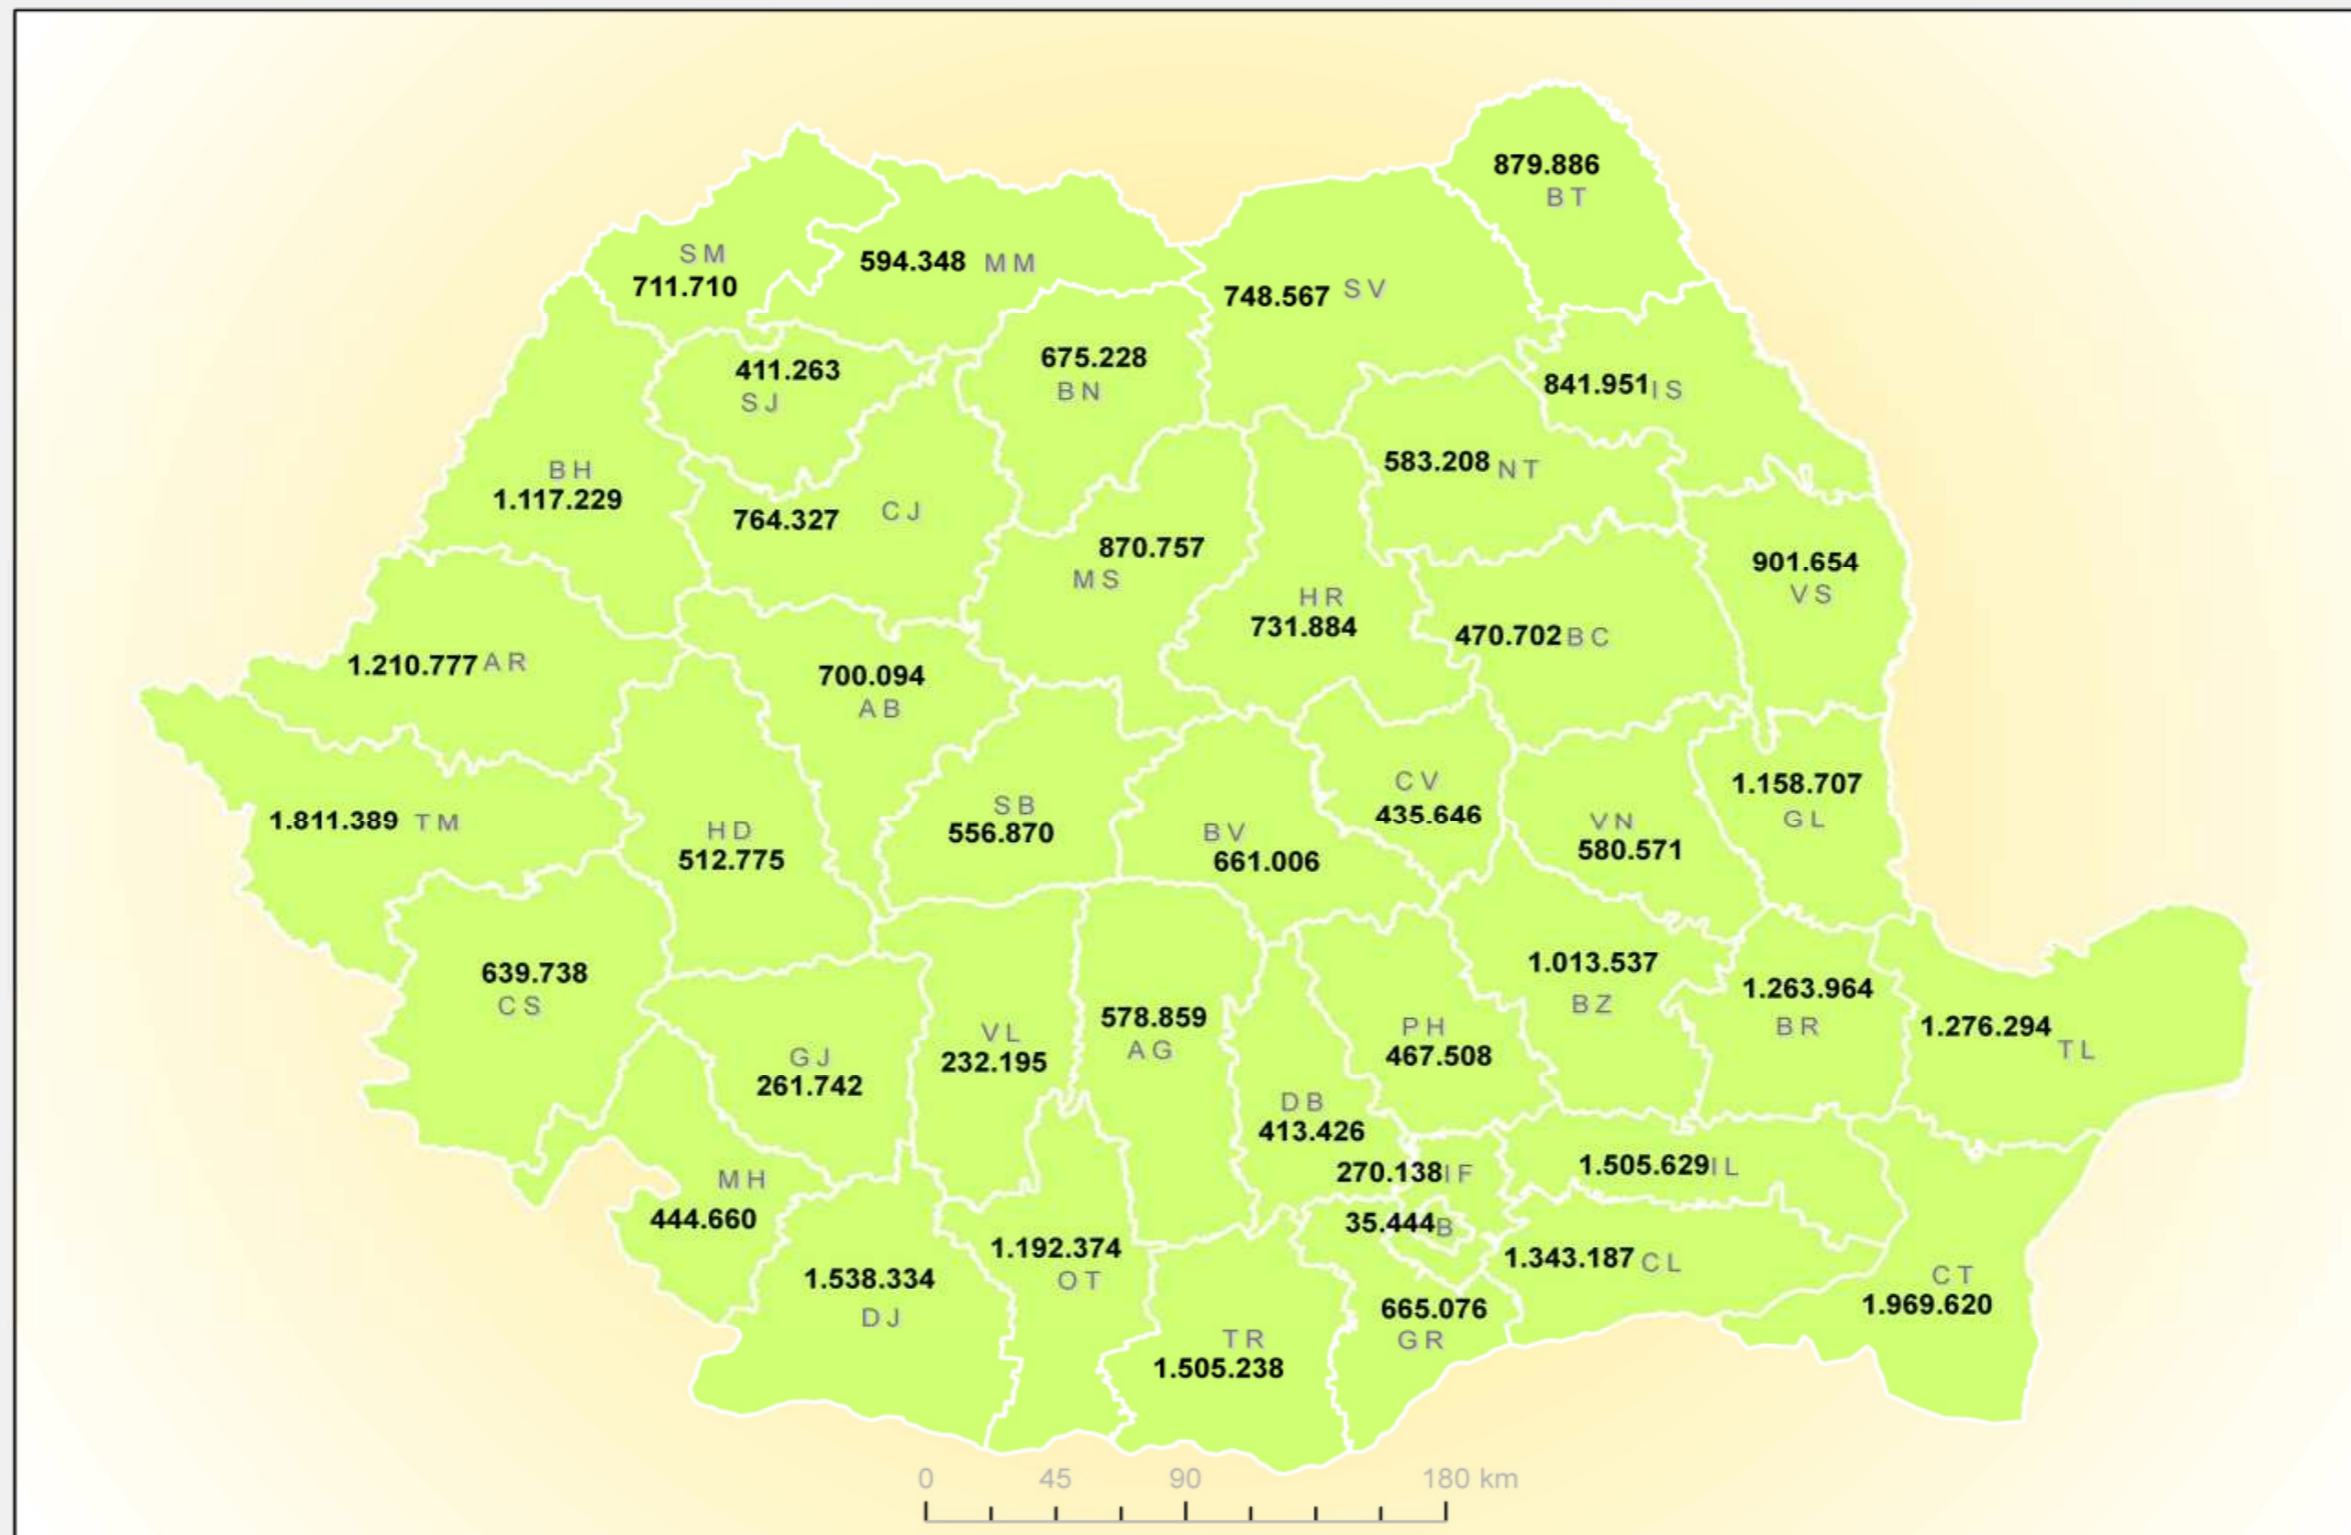 879.886
BT
SM
711.710
594.348 MM
748.567 SV
411.263
SJ
675.228
BN
841.951 IS
BH
1.117.229
764.327 CJ
583.208 NT
870.757
MS
901.654
VS
HR
731.884
470.702 BC
1.210.777 AR
700.094
AB
1.811.389 TM
HD
512.775
SB
556.870
BV
661.006
CV
435.646
VN
580.571
1.158.707
GL
639.738
CS
GJ
261.742
VL
232.195
578.859
AG
PH
467.508
1.013.537
BZ
1.263.964
BR
1.276.294
TL
DB
413.426
270.138 IF
1.505.629 IL
MH
444.660
35.444 B
1.192.374
OT
1.538.334
DJ
1.343.187 CL
CT
1.969.620
665.076
GR
TR
1.505.238
0 45 90 180 km